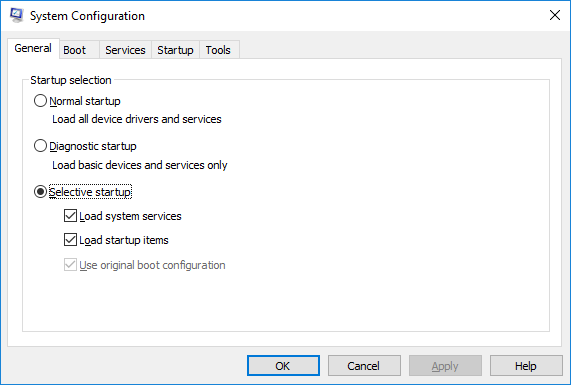 System Configuration
General Boot Services Startup Tools
Startup selection
Normal startup
Load all device drivers and services
Diagnostic startup
Load basic devices and services only
Selective startup
Load system services
Load startup items
Use original boot configuration
OK Cancel Apply Help